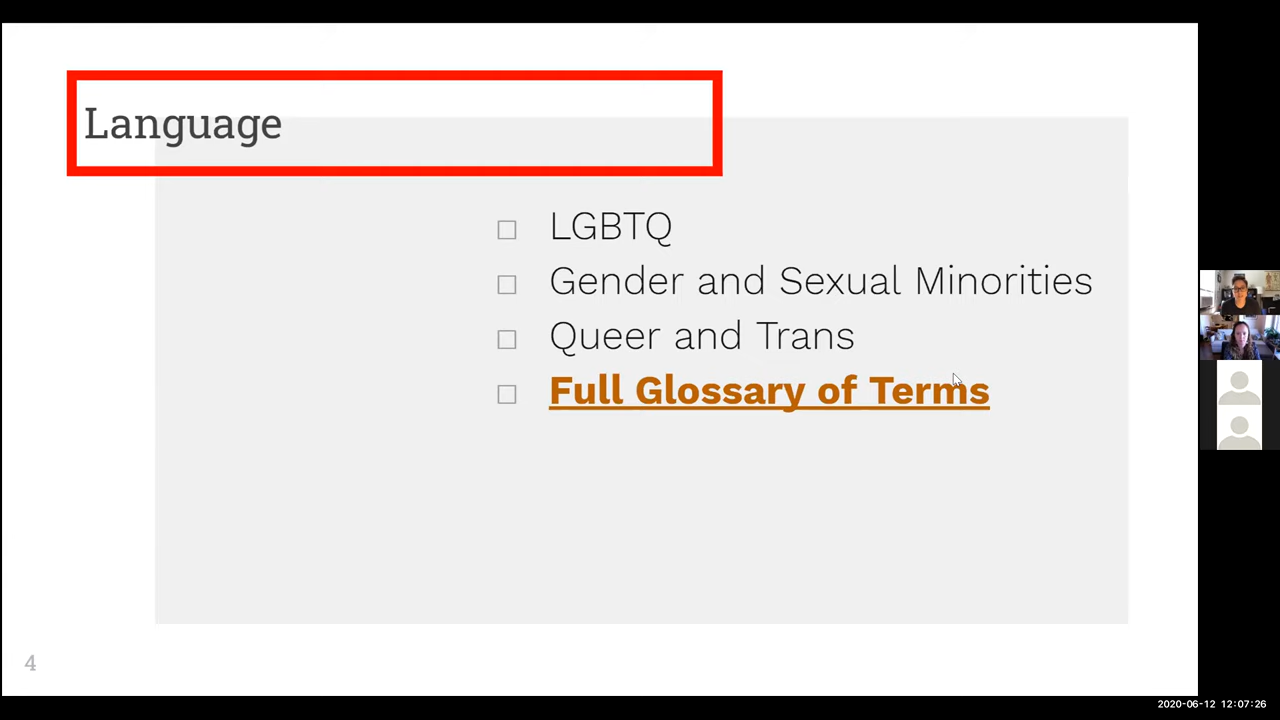 Language
LGBTQ
Gender and Sexual Minorities
Queer and Trans
Full Glossary of Terms
4
2020-06-12 12:07:26